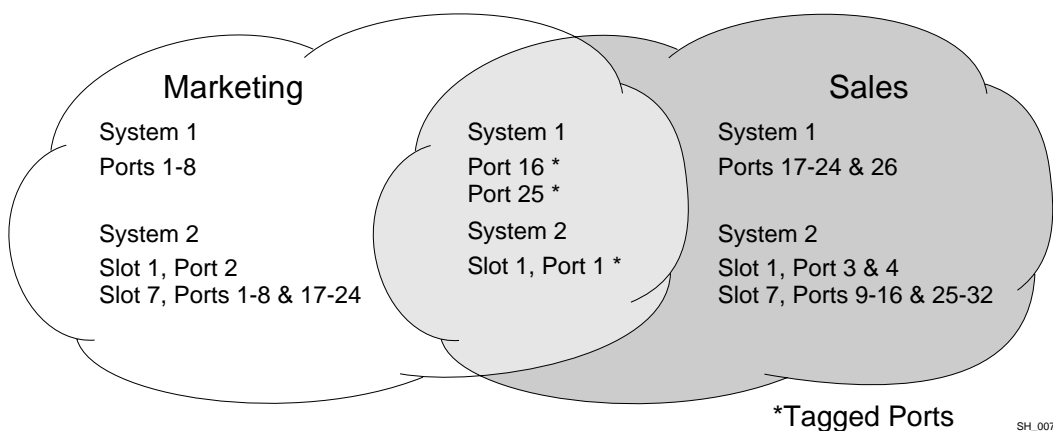 Marketing
System 1
Ports 1-8
System 2
Slot 1, Port 2
Slot 7, Ports 1-8 & 17-24
System 1
Port 16 *
Port 25 *
System 2
Slot 1, Port 1 *
Sales
System 1
Ports 17-24 & 26
System 2
Slot 1, Port 3 & 4
Slot 7, Ports 9-16 & 25-32
*Tagged Ports
SH_007